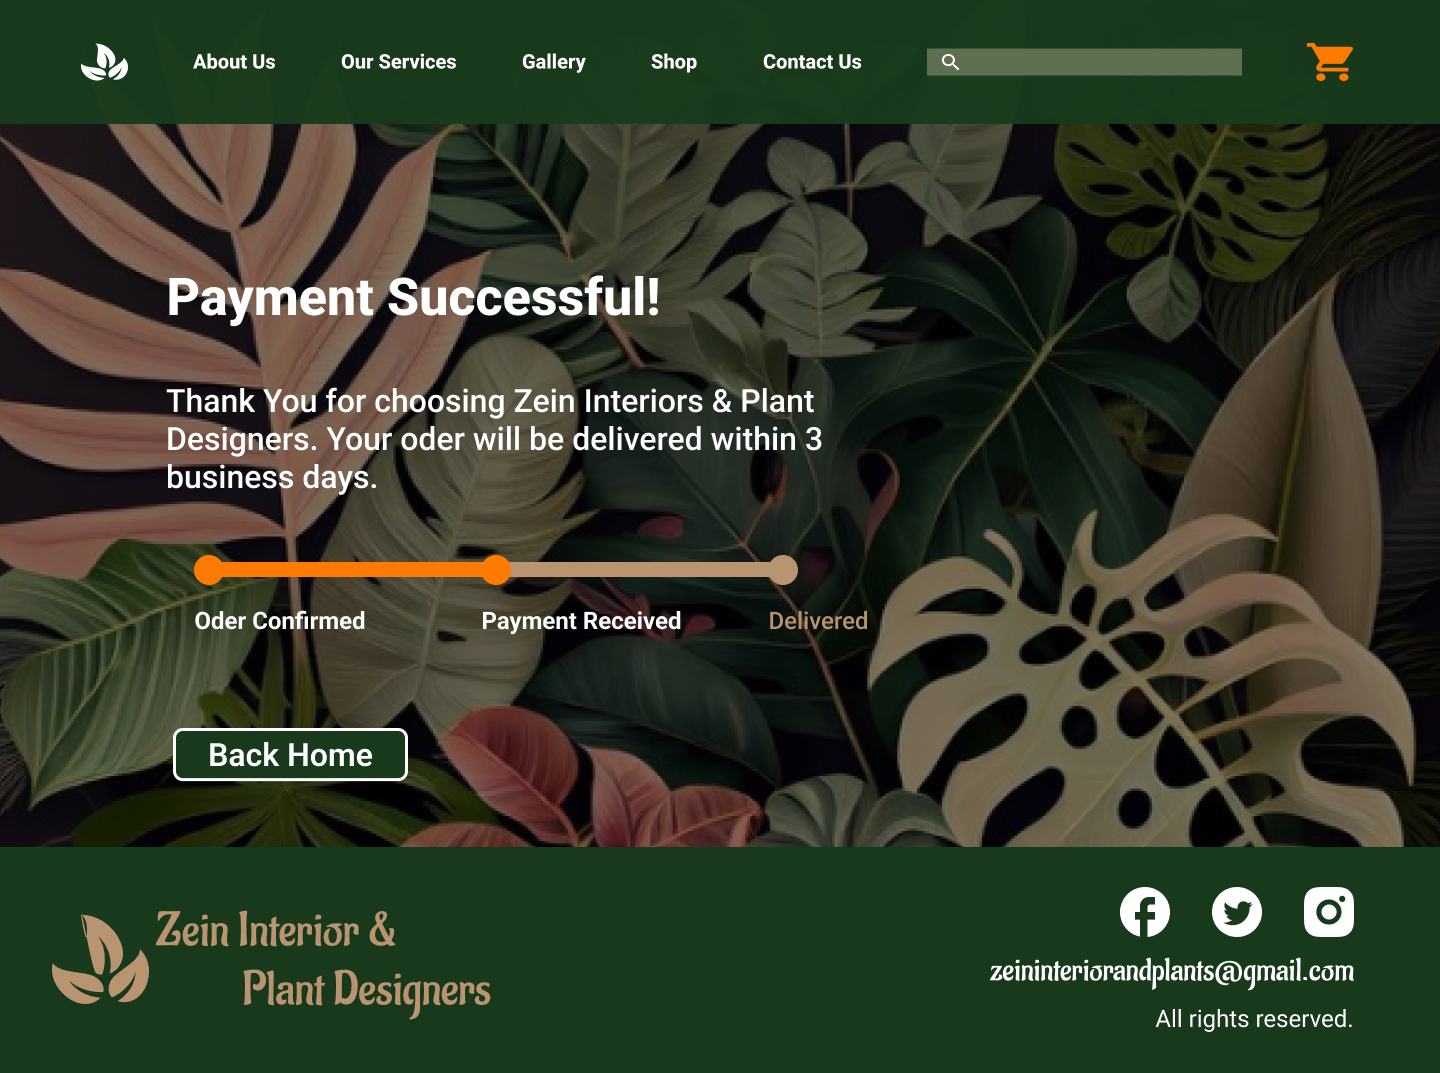 About Us
Our Services
Gallery
Shop
Contact Us
Payment Successful!
Thank You for choosing Zein Interiors & Plant
Designers. Your oder will be delivered within 3
business days.
Oder Confirmed
Payment Received
Delivered
Back Home
Zein Interior &
Plant Designers
zeininteriorandplants@gmail.com
All rights reserved.